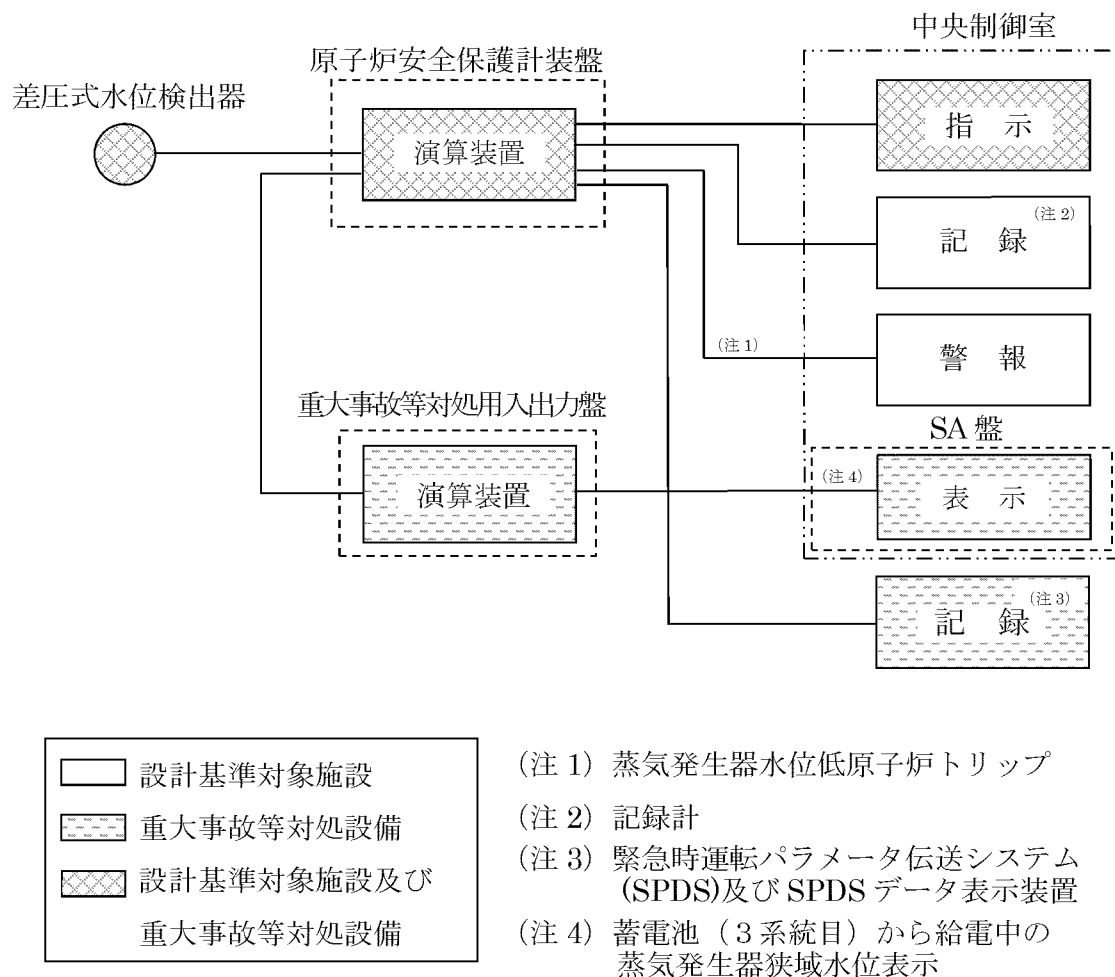 中央制御室
原子炉安全保護計装盤
差圧式水位検出器
演算装置
指 示
記 録
(注 2)
(注 1)
警 報
重大事故等対処用入出力盤
SA 盤
演算装置
(注 4)
表 示
記 録
(注 3)
設計基準対象施設
重大事故等対処設備
設計基準対象施設及び
重大事故等対処設備
(注 1) 蒸気発生器水位低原子炉トリップ
(注 2) 記録計
(注 3) 緊急時運転パラメータ伝送システム
(SPDS)及び SPDS データ表示装置
(注 4) 蓄電池（３系統目）から給電中の
蒸気発生器狭域水位表示